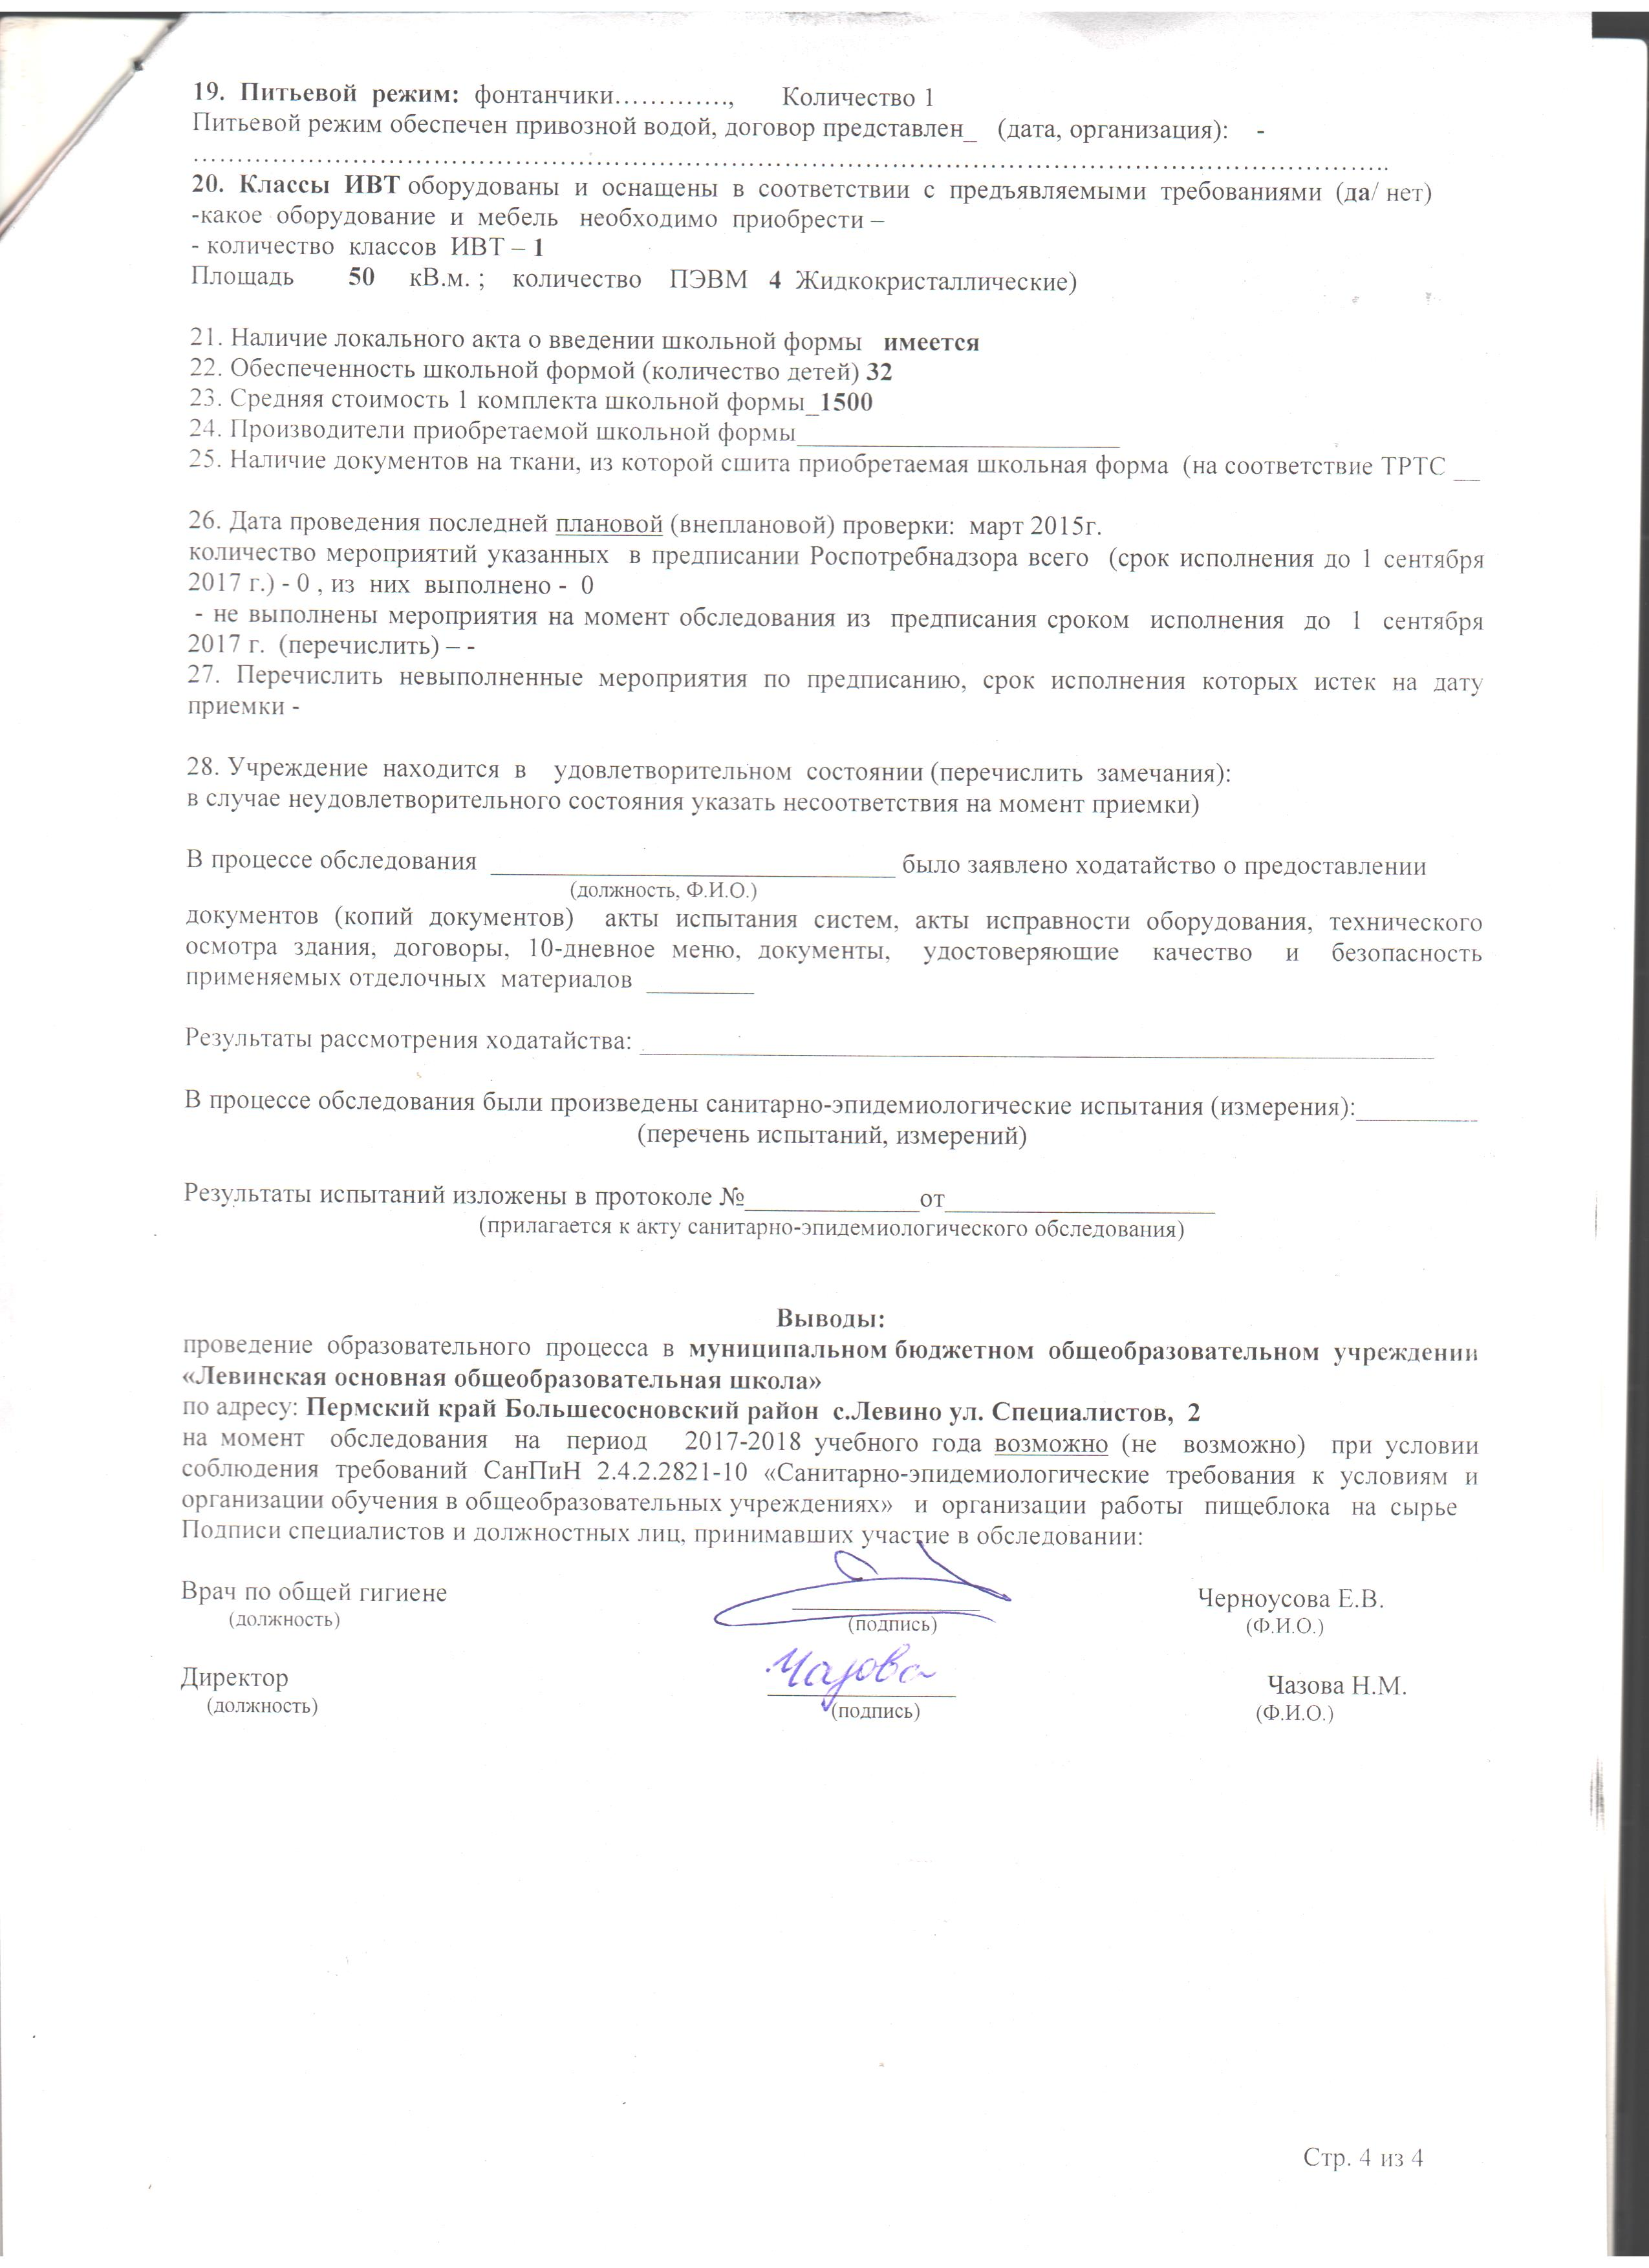 19. Питьевой режим: фонтанчики…………., Количество 1
Питьевой режим обеспечен привозной водой, договор представлен_ (дата, организация): -
……………………………………………………………………………………………………………………….
20. Классы ИВТ оборудованы и оснащены в соответствии с предъявляемыми требованиями (да/ нет)
-какое оборудование и мебель необходимо приобрести –
- количество классов ИВТ – 1
Площадь 50 кВ.м. ; количество ПЭВМ 4 Жидкокристаллические)
21. Наличие локального акта о введении школьной формы имеется
22. Обеспеченность школьной формой (количество детей) 32
23. Средняя стоимость 1 комплекта школьной формы_1500
24. Производители приобретаемой школьной формы________________________
25. Наличие документов на ткани, из которой сшита приобретаемая школьная форма (на соответствие ТРТС __
26. Дата проведения последней плановой (внеплановой) проверки: март 2015г.
количество мероприятий указанных в предписании Роспотребнадзора всего (срок исполнения до 1 сентября
2017 г.) - 0 , из них выполнено - 0
- не выполнены мероприятия на момент обследования из предписания сроком исполнения до 1 сентября
2017 г. (перечислить) – -
27. Перечислить невыполненные мероприятия по предписанию, срок исполнения которых истек на дату
приемки -
28. Учреждение находится в удовлетворительном состоянии (перечислить замечания):
в случае неудовлетворительного состояния указать несоответствия на момент приемки)
В процессе обследования ______________________________ было заявлено ходатайство о предоставлении
(должность, Ф.И.О.)
документов (копий документов) акты испытания систем, акты исправности оборудования, технического
осмотра здания, договоры, 10-дневное меню, документы, удостоверяющие качество и безопасность
применяемых отделочных материалов ________
Результаты рассмотрения ходатайства: ___________________________________________________________
В процессе обследования были произведены санитарно-эпидемиологические испытания (измерения):_________
(перечень испытаний, измерений)
Результаты испытаний изложены в протоколе №_____________от____________________
(прилагается к акту санитарно-эпидемиологического обследования)
Выводы:
проведение образовательного процесса в муниципальном бюджетном общеобразовательном учреждении
«Левинская основная общеобразовательная школа»
по адресу: Пермский край Большесосновский район с.Левино ул. Специалистов, 2
на момент обследования на период 2017-2018 учебного года возможно (не возможно) при условии
соблюдения требований СанПиН 2.4.2.2821-10 «Санитарно-эпидемиологические требования к условиям и
организации обучения в общеобразовательных учреждениях» и организации работы пищеблока на сырье
Подписи специалистов и должностных лиц, принимавших участие в обследовании:
Врач по общей гигиене ______________ Черноусова Е.В.
(должность) (подпись) (Ф.И.О.)
Директор Чазова Чазова Н.М.
(должность) (подпись) (Ф.И.О.)
Стр. 4 из 4